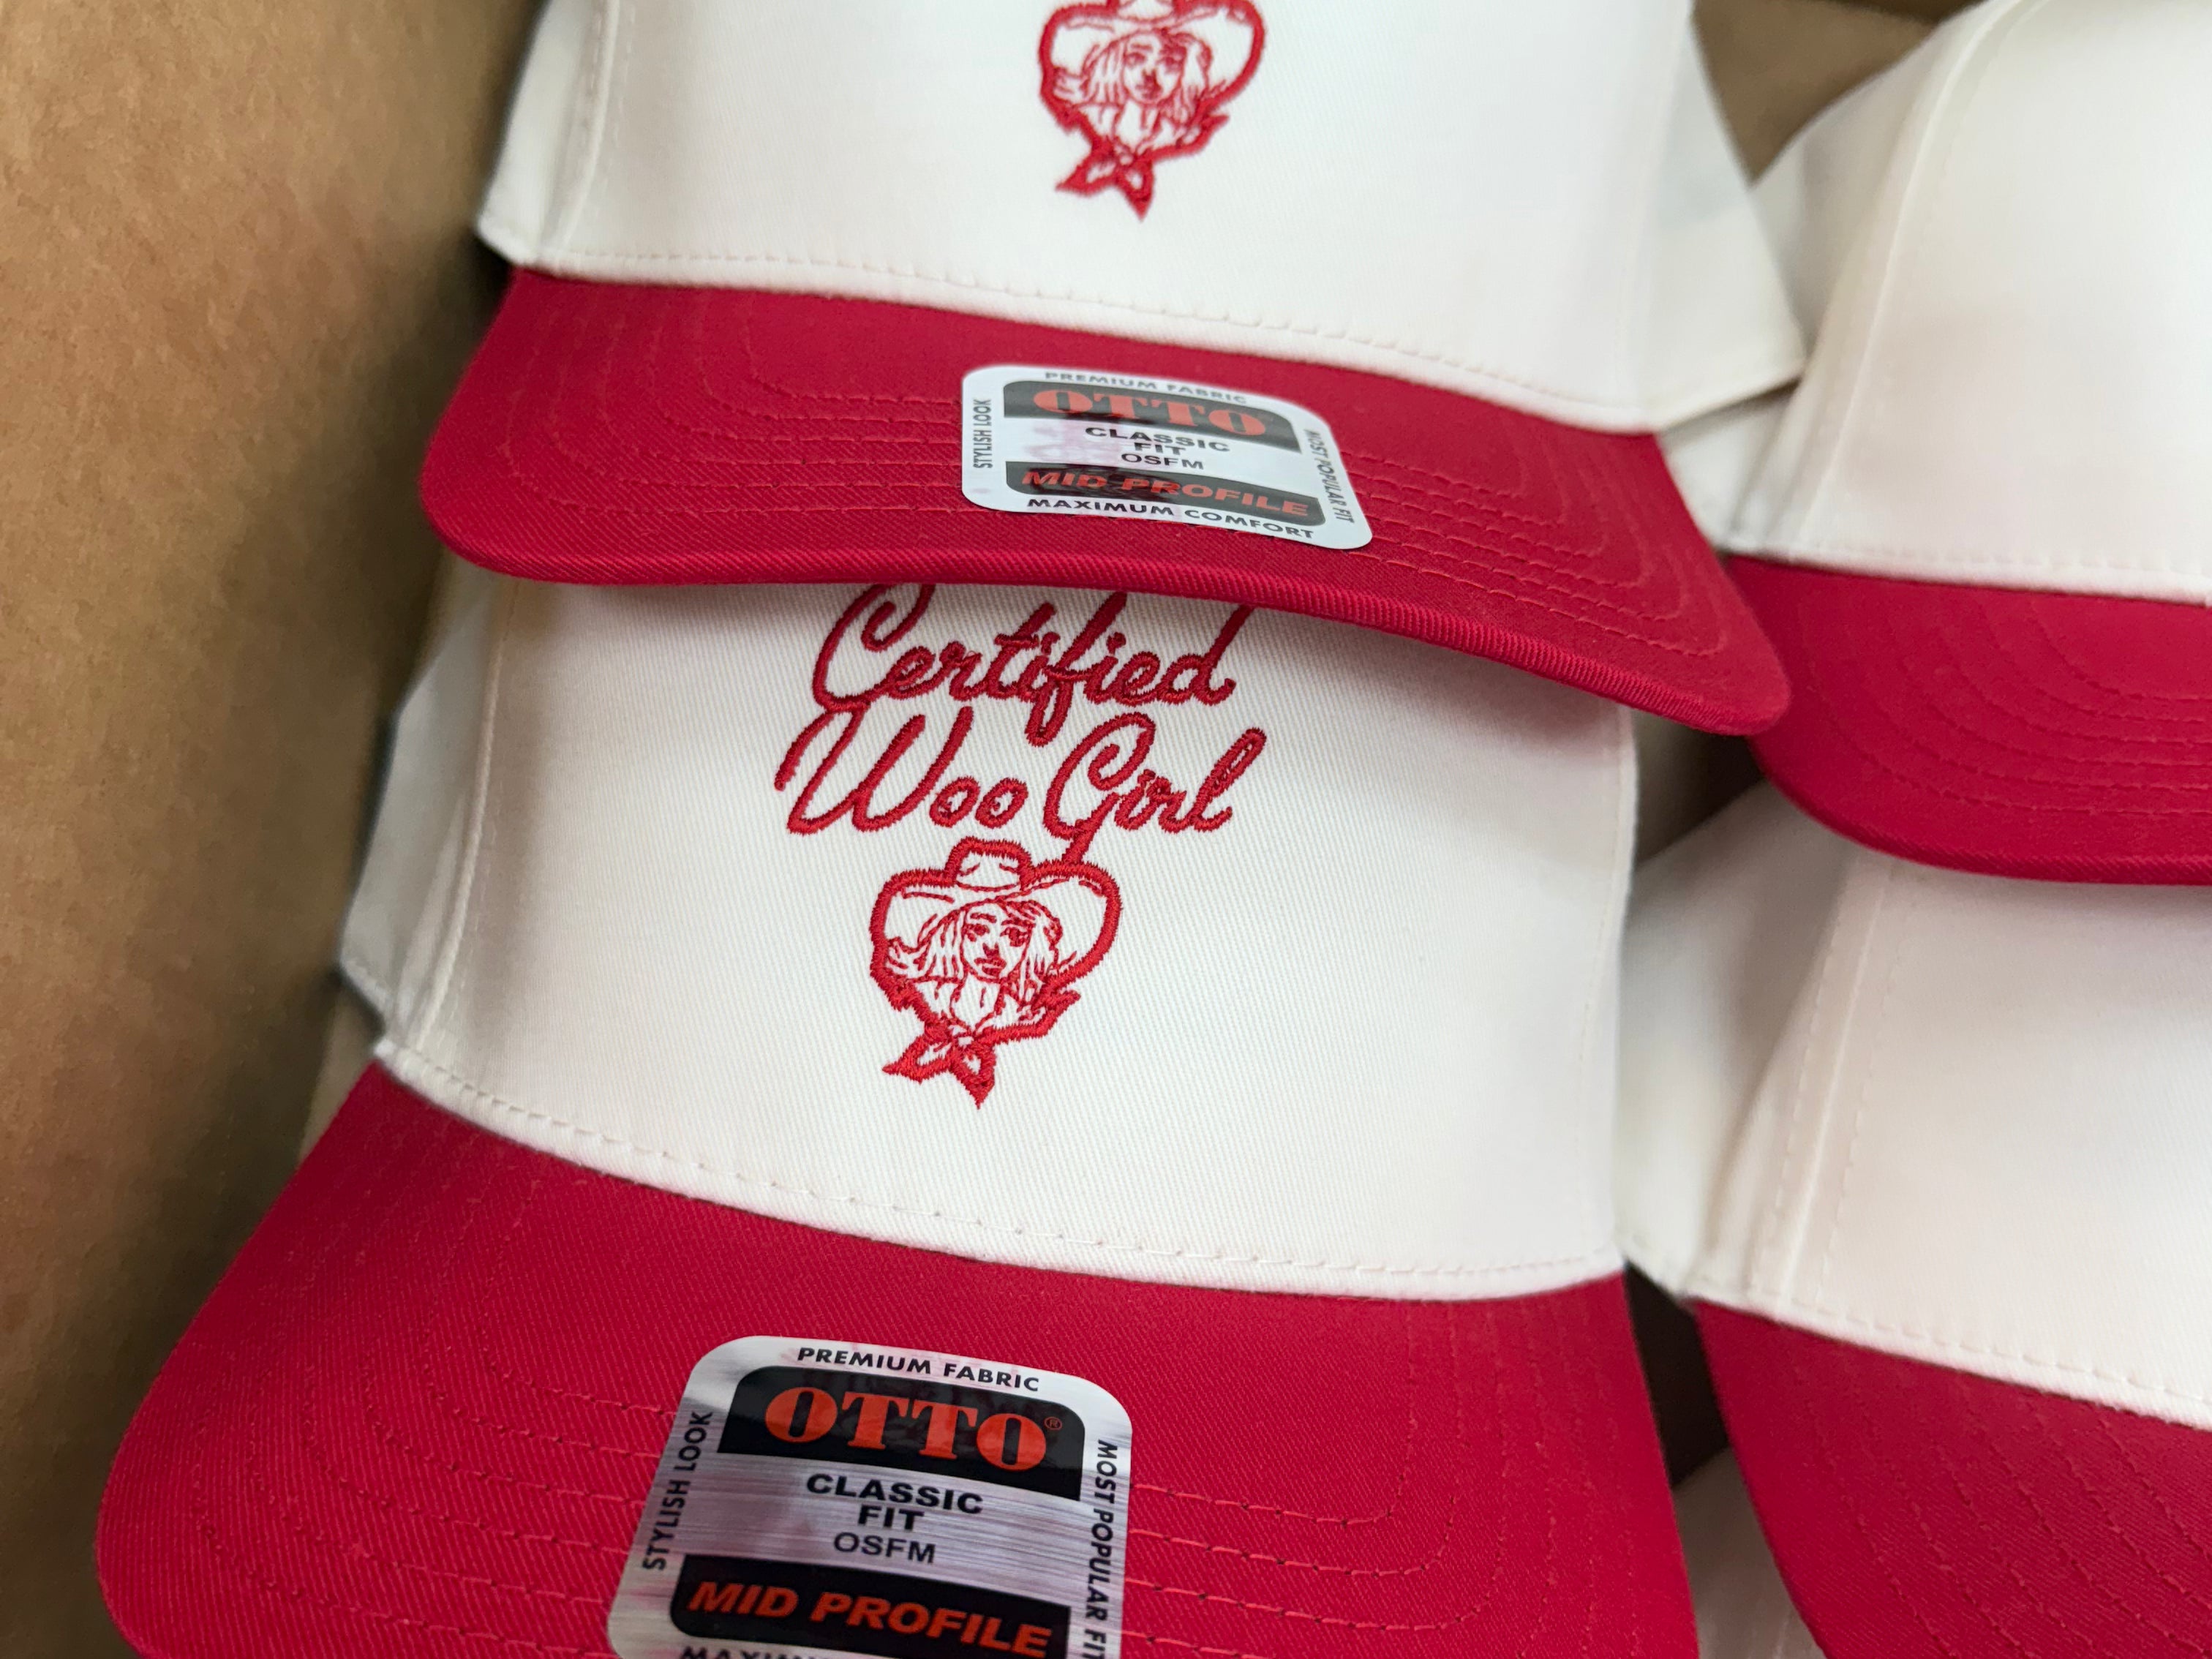 PREMIUM FABRIC
OTTO
STYLISH LOOK
CLASSIC
FIT
OSFM
MOST POPULAR FIT
MID PROFILE
MAXIMUM COMFORT
Certified
Woo Girl
PREMIUM FABRIC
OTTO®
STYLISH LOOK
CLASSIC
FIT
OSFM
MOST POPULAR FIT
MID PROFILE